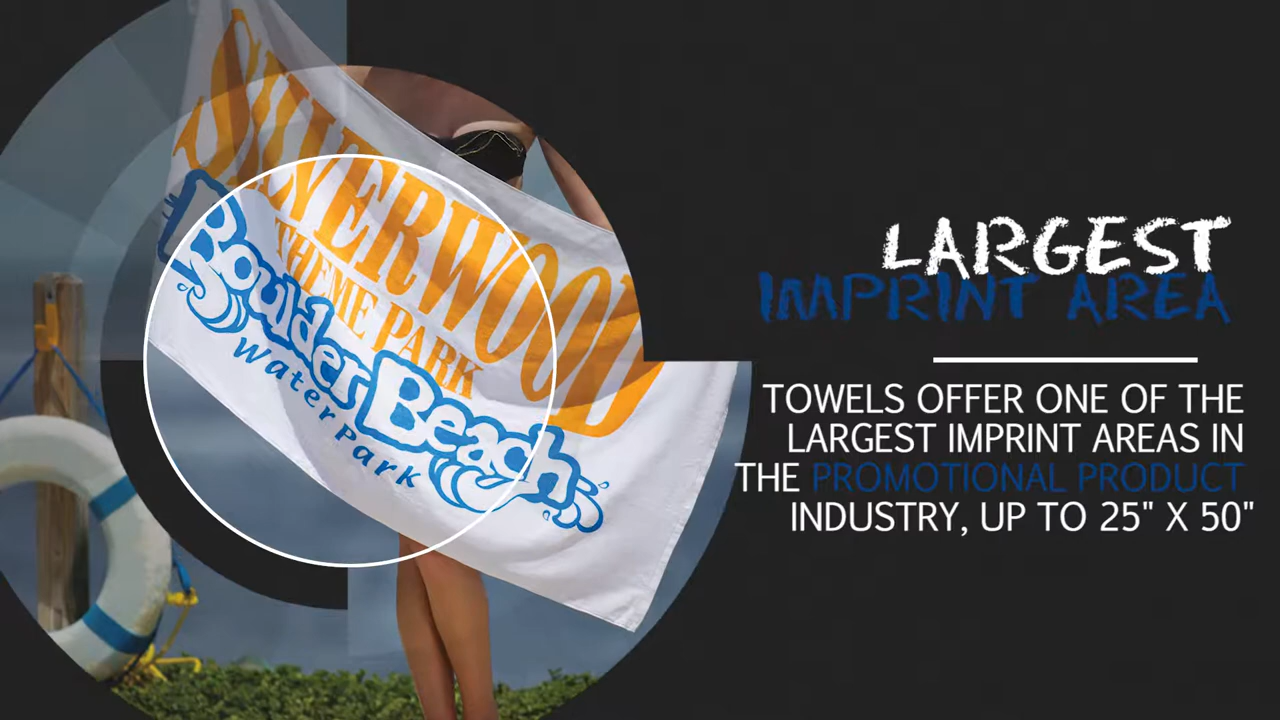 SILVERWOOD
THEME PARK
Boulder Beach
Water Park
LARGEST
IMPRINT AREA
TOWELS OFFER ONE OF THE
LARGEST IMPRINT AREAS IN
THE PROMOTIONAL PRODUCT
INDUSTRY, UP TO 25" X 50"